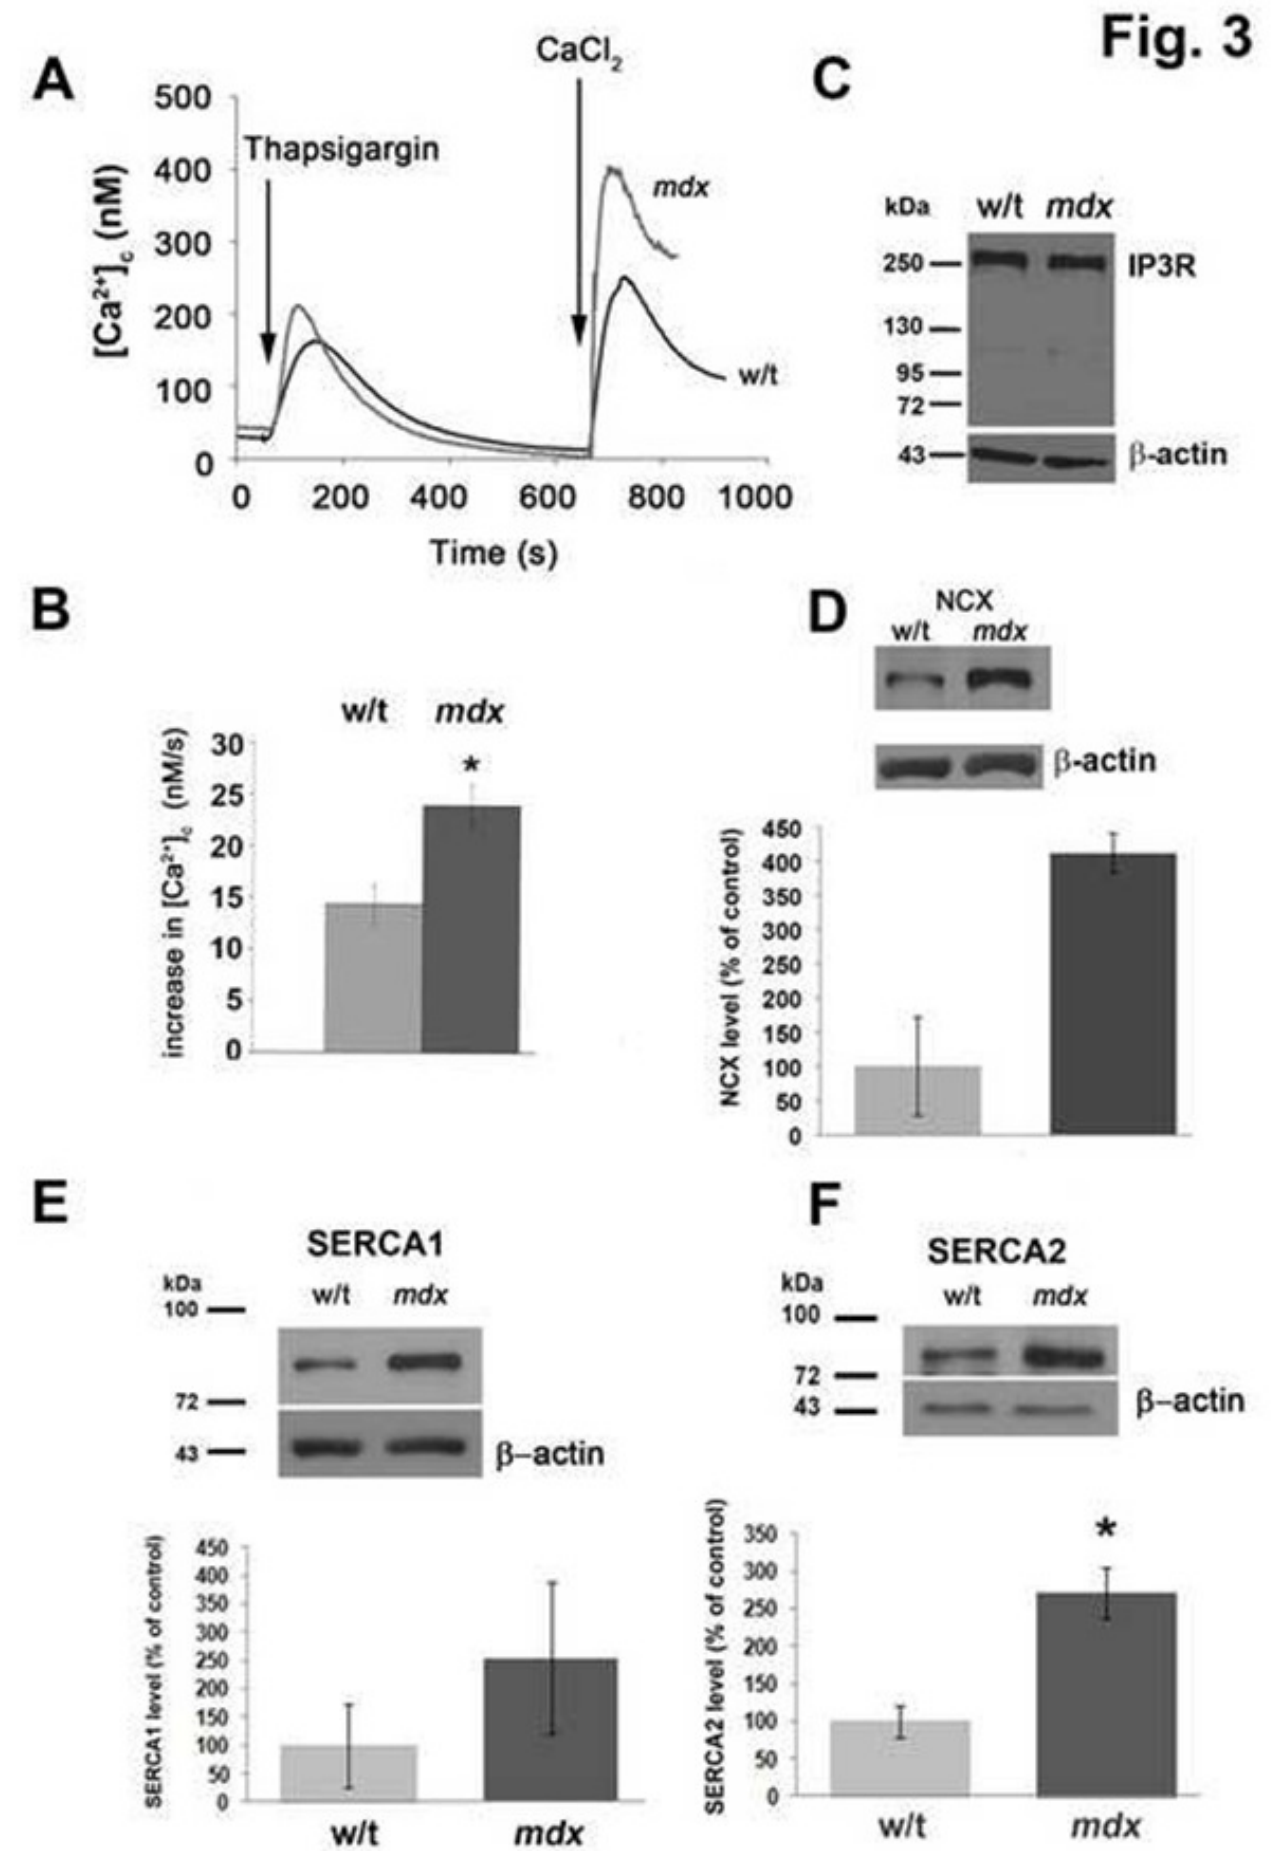 Fig. 3
A
CaCl2
500
400
300
200
100
0
[Ca2+]c (nM)
Thapsigargin
mdx
w/t
0 200 400 600 800 1000
Time (s)
C
kDa w/t mdx
250
130
95
72
43
IP3R
β-actin
B
w/t mdx
*
30
25
20
15
10
5
0
increase in [Ca2+]c (nM/s)
D
NCX
w/t mdx
β-actin
450
400
350
300
250
200
150
100
50
0
NCX level (% of control)
E
SERCA1
kDa w/t mdx
100
72
43
β–actin
450
400
350
300
250
200
150
100
50
0
SERCA1 level (% of control)
w/t mdx
F
SERCA2
kDa w/t mdx
100
72
43
β–actin
350
300
250
200
150
100
50
0
SERCA2 level (% of control)
*
w/t mdx